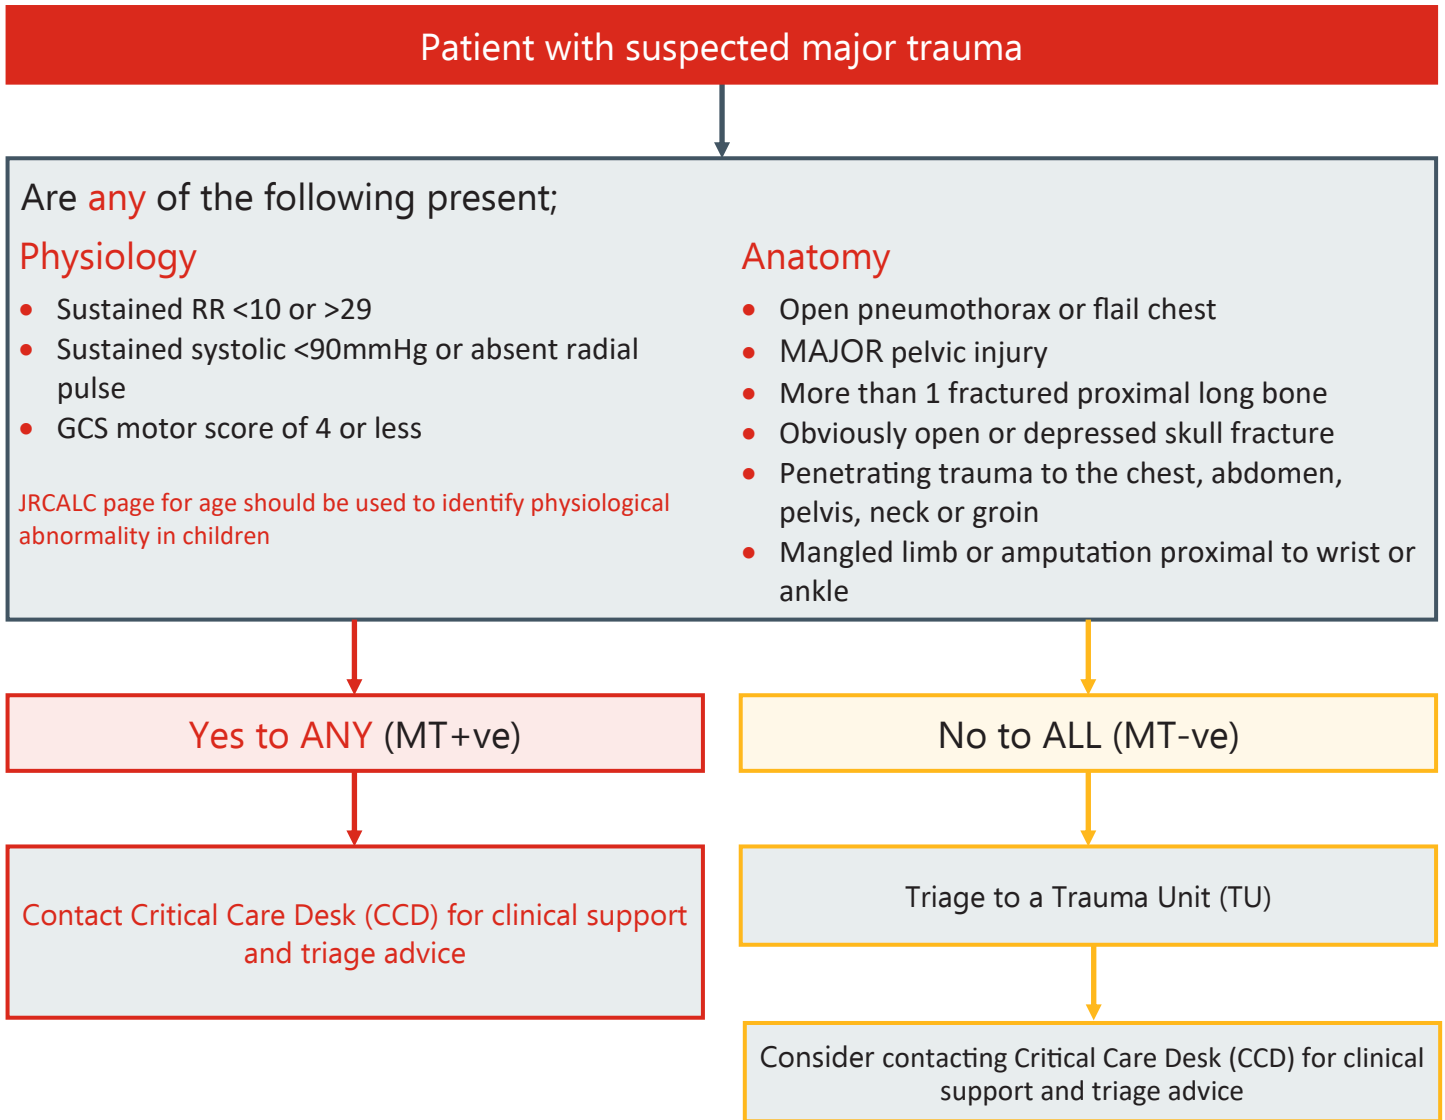 Patient with suspected major trauma
Are any of the following present;
Physiology
• Sustained RR <10 or >29
• Sustained systolic <90mmHg or absent radial
pulse
• GCS motor score of 4 or less
JRCALC page for age should be used to identify physiological
abnormality in children
Anatomy
• Open pneumothorax or flail chest
• MAJOR pelvic injury
• More than 1 fractured proximal long bone
• Obviously open or depressed skull fracture
• Penetrating trauma to the chest, abdomen,
pelvis, neck or groin
• Mangled limb or amputation proximal to wrist or
ankle
Yes to ANY (MT+ve)
Contact Critical Care Desk (CCD) for clinical support
and triage advice
No to ALL (MT-ve)
Triage to a Trauma Unit (TU)
Consider contacting Critical Care Desk (CCD) for clinical
support and triage advice